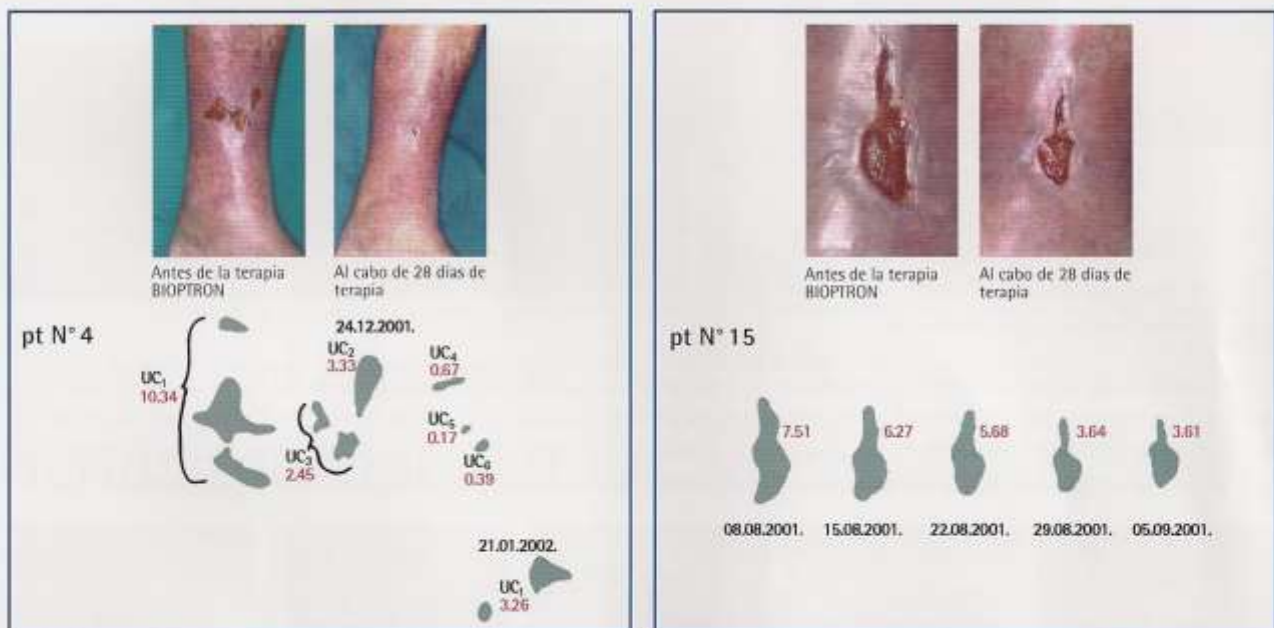 Antes de la terapia
BIOPTRON
Al cabo de 28 días de
terapia
pt N° 4
24.12.2001.
UC₁
10.34
UC₂
3.33
UC₃
2.45
UC₄
0.67
UC₅
0.17
UC₆
0.39
21.01.2002.
UC₁
3.26
Antes de la terapia
BIOPTRON
Al cabo de 28 días de
terapia
pt N° 15
7.51
6.27
5.68
3.64
3.61
08.08.2001.
15.08.2001.
22.08.2001.
29.08.2001.
05.09.2001.